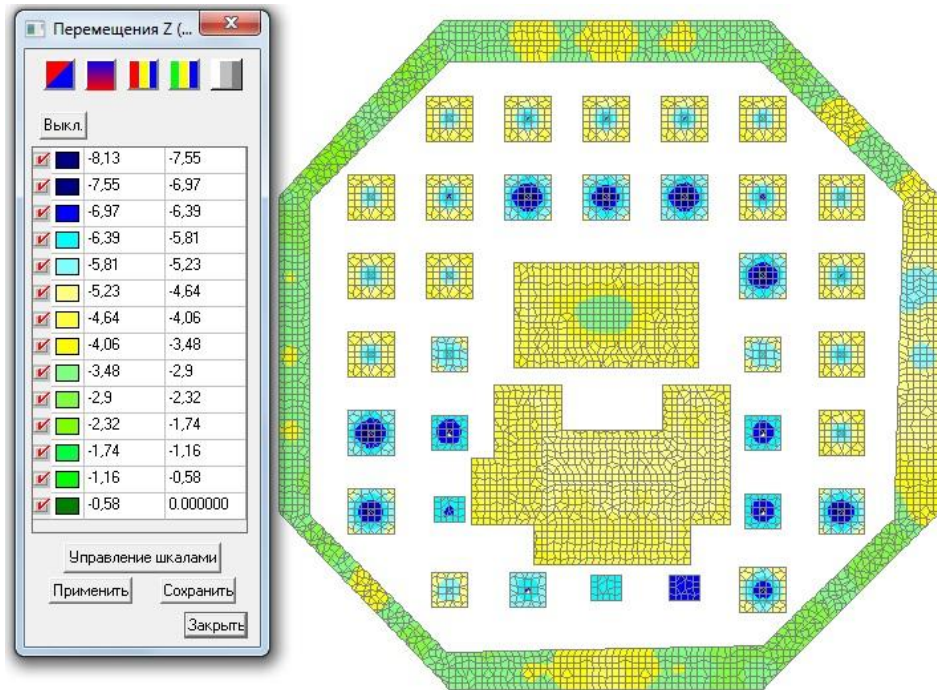 Перемещения Z (...
Выкл.
-8,13 -7,55
-7,55 -6,97
-6,97 -6,39
-6,39 -5,81
-5,81 -5,23
-5,23 -4,64
-4,64 -4,06
-4,06 -3,48
-3,48 -2,9
-2,9 -2,32
-2,32 -1,74
-1,74 -1,16
-1,16 -0,58
-0,58 0.000000
Управление шкалами
Применить Сохранить
Закрыть